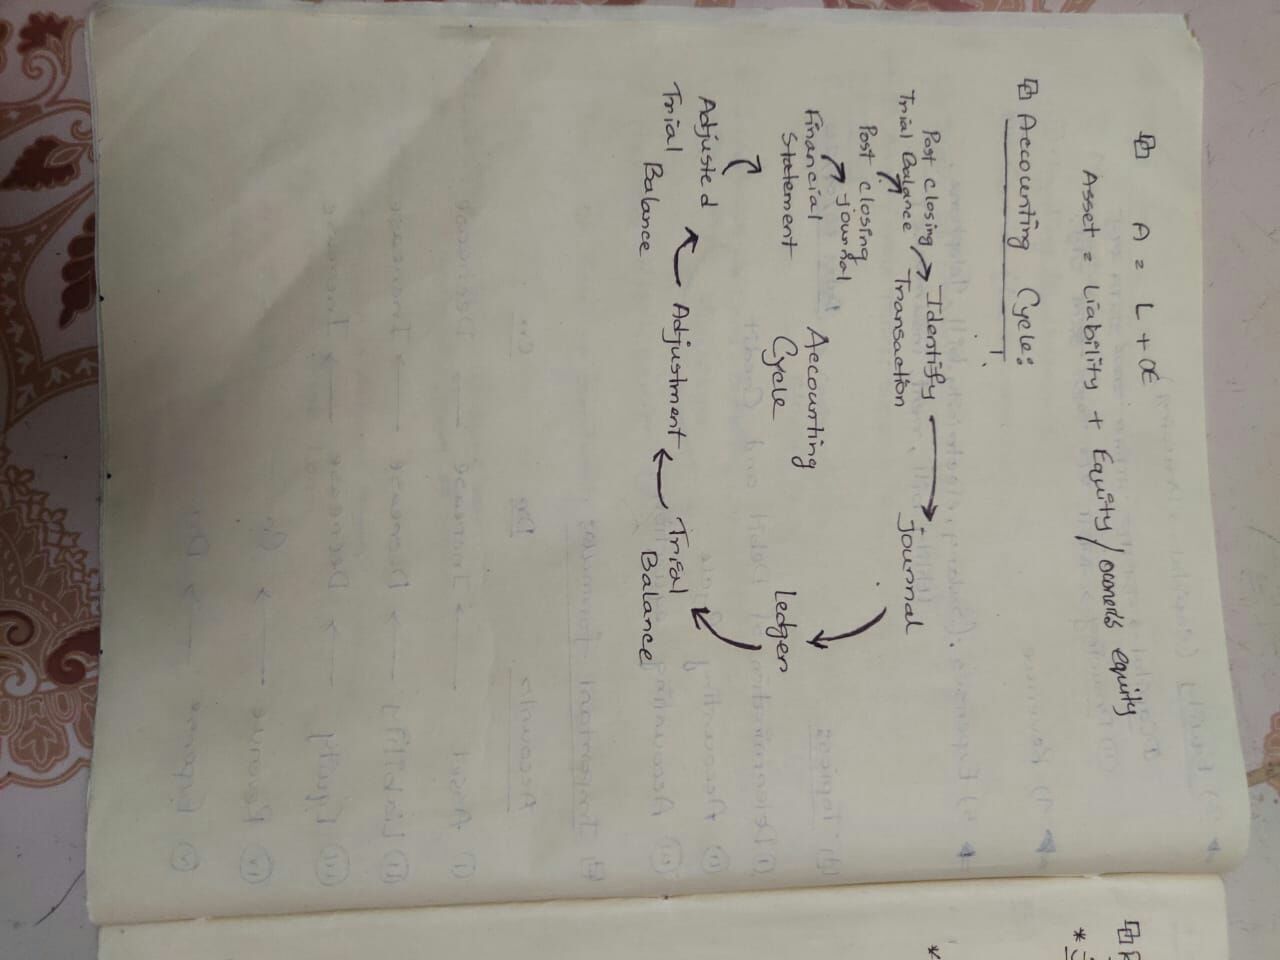 A = L + OE
Asset = Liability + Equity / owner's equity
Accounting Cycle:
Identify
Transaction
Journal
Ledger
Trial
Balance
Adjustment
Adjusted
Trial
Balance
Financial
Statement
Post closing
journal
Post closing
Trial Balance
Accounting
Cycle